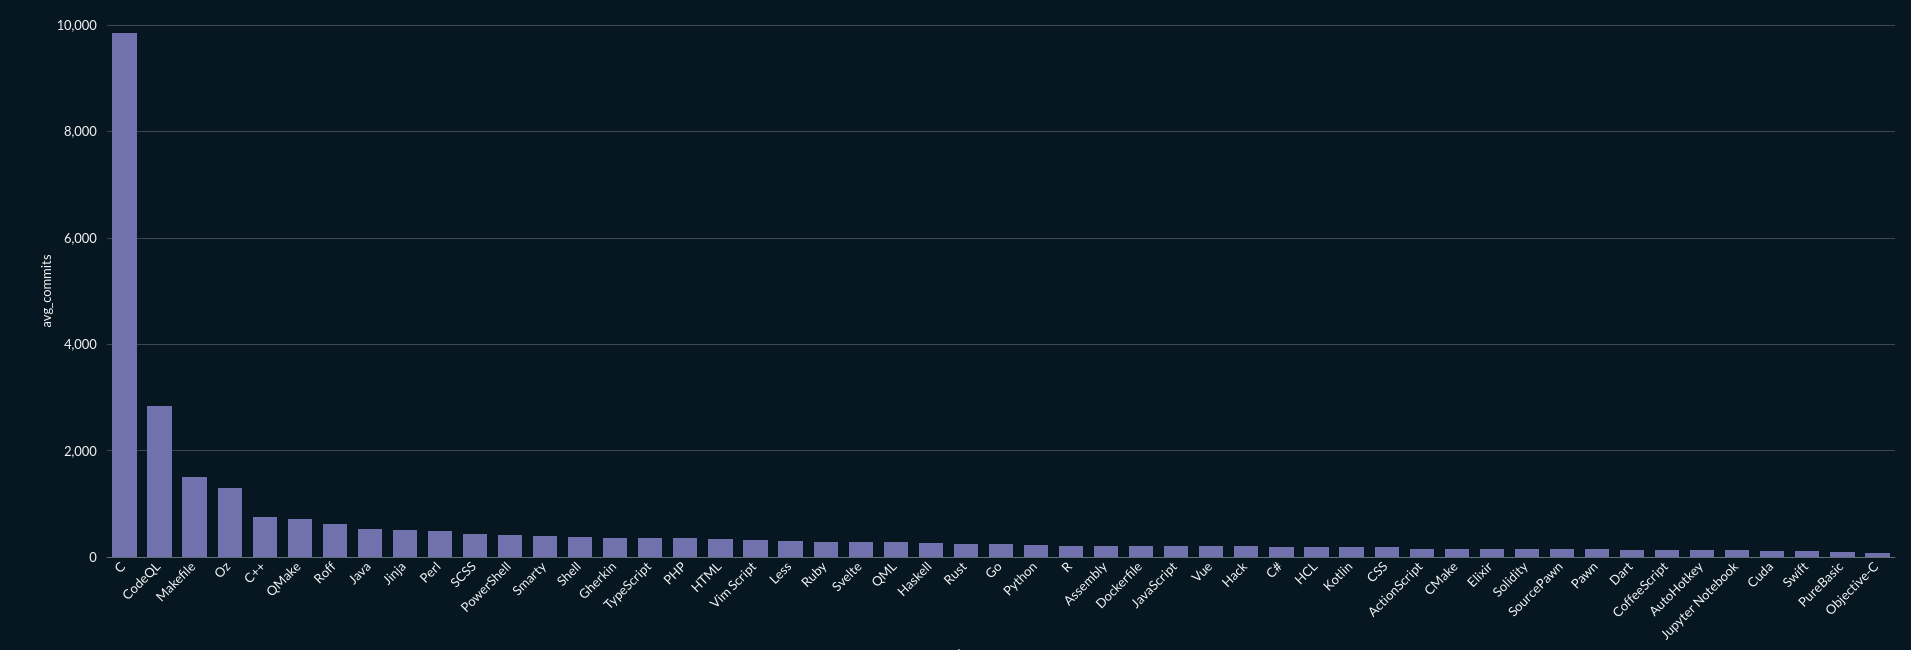 10,000
8,000
6,000
4,000
2,000
0
avg_commits
C
CodeQL
Makefile
Oz
C++
QMake
Roff
Java
Jinja
Perl
SCSS
PowerShell
Smarty
Shell
Gherkin
TypeScript
PHP
HTML
Vim Script
Less
Ruby
Svelte
QML
Haskell
Rust
Go
Python
R
Assembly
Dockerfile
JavaScript
Vue
Hack
C#
HCL
Kotlin
CSS
ActionScript
CMake
Elixir
Solidity
SourcePawn
Pawn
Dart
CoffeeScript
AutoHotkey
Jupyter Notebook
Cuda
Swift
PureBasic
Objective-C